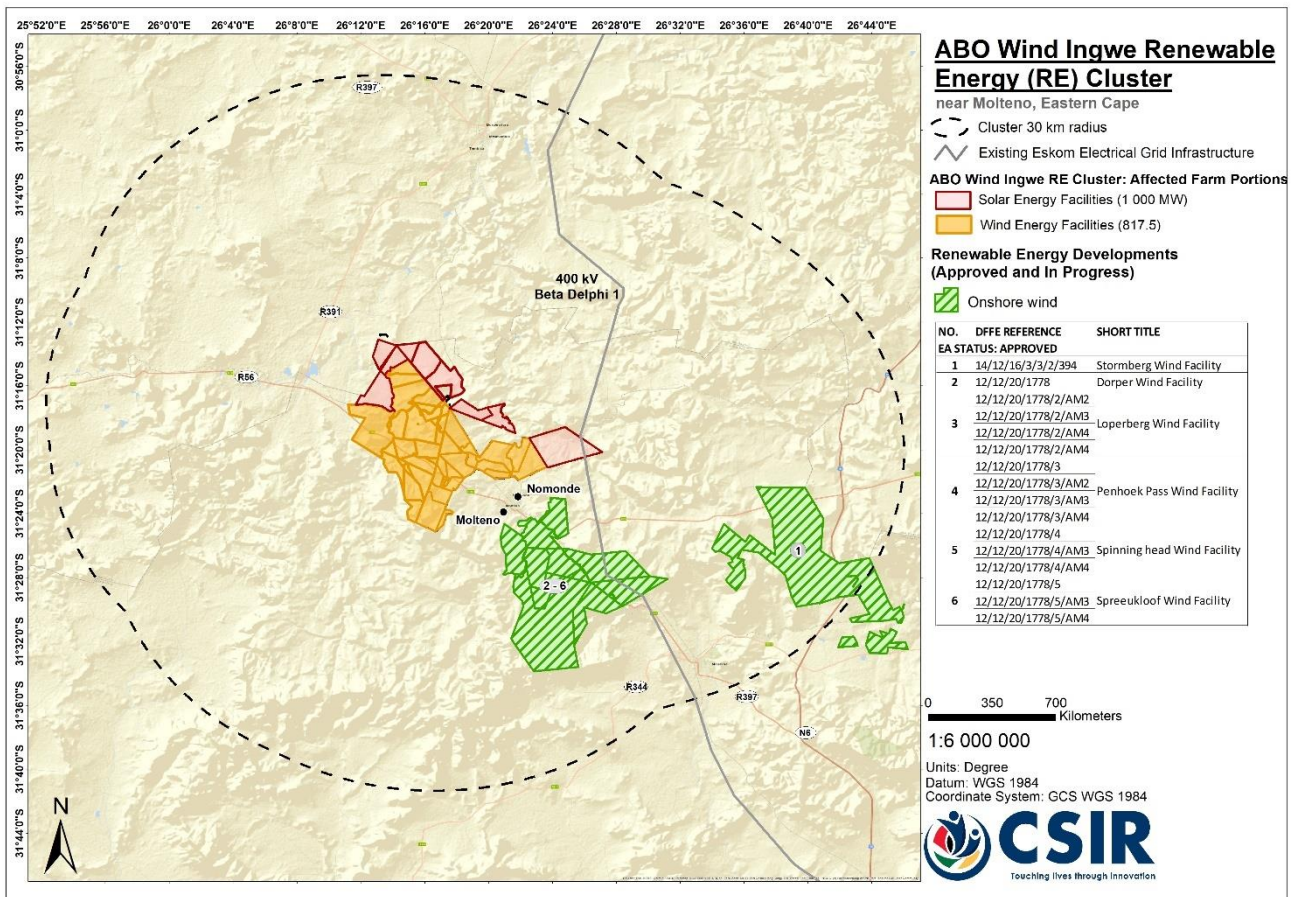 25°52'0"E 25°56'0"E 26°0'0"E 26°4'0"E 26°8'0"E 26°12'0"E 26°16'0"E 26°20'0"E 26°24'0"E 26°28'0"E 26°32'0"E 26°36'0"E 26°40'0"E 26°44'0"E
30°56'0"S
31°0'0"S
31°4'0"S
31°8'0"S
31°12'0"S
31°16'0"S
31°20'0"S
31°24'0"S
31°28'0"S
31°32'0"S
31°36'0"S
31°40'0"S
31°44'0"S
R397
400 kV
Beta Delphi 1
R391
R56
Nomonde
Molteno
1
2 - 6
R344
R397
N6
N
ABO Wind Ingwe Renewable
Energy (RE) Cluster
near Molteno, Eastern Cape
Cluster 30 km radius
Existing Eskom Electrical Grid Infrastructure
ABO Wind Ingwe RE Cluster: Affected Farm Portions
Solar Energy Facilities (1 000 MW)
Wind Energy Facilities (817.5)
Renewable Energy Developments
(Approved and In Progress)
Onshore wind
NO. DFFE REFERENCE SHORT TITLE
EA STATUS: APPROVED
1 14/12/16/3/3/2/394 Stormberg Wind Facility
2 12/12/20/1778 Dorper Wind Facility
12/12/20/1778/2/AM2
12/12/20/1778/2/AM3
3 Loperberg Wind Facility
12/12/20/1778/2/AM4
12/12/20/1778/2/AM4
12/12/20/1778/3
12/12/20/1778/3/AM2
4 Penhoek Pass Wind Facility
12/12/20/1778/3/AM3
12/12/20/1778/3/AM4
12/12/20/1778/4
5 12/12/20/1778/4/AM3 Spinning head Wind Facility
12/12/20/1778/4/AM4
12/12/20/1778/5
6 12/12/20/1778/5/AM3 Spreeukloof Wind Facility
12/12/20/1778/5/AM4
0 350 700
Kilometers
1:6 000 000
Units: Degree
Datum: WGS 1984
Coordinate System: GCS WGS 1984
CSIR
Touching lives through innovation